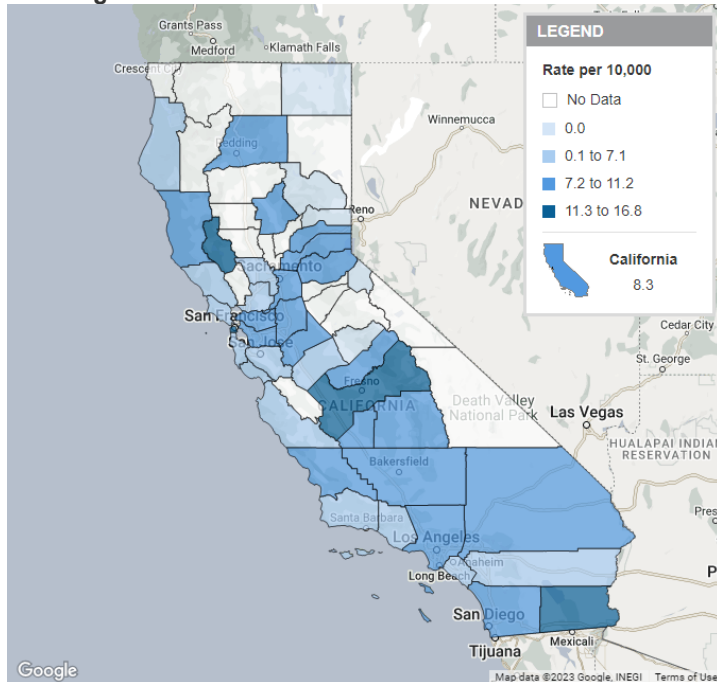 Grants Pass
Medford
Klamath Falls
Crescent City
Redding
Winnemucca
Reno
NEVAD
Sacramento
San Francisco
San Jose
Fresno
CALIFORNIA
Death Valley
National Park
Las Vegas
Cedar City
St. George
HUALAPAI INDIAN
RESERVATION
Bakersfield
Santa Barbara
Los Angeles
Anaheim
Long Beach
San Diego
Tijuana
Mexicali
Pres
P
LEGEND
Rate per 10,000
No Data
0.0
0.1 to 7.1
7.2 to 11.2
11.3 to 16.8
California
8.3
Google
Map data ©2023 Google, INEGI
Terms of Use